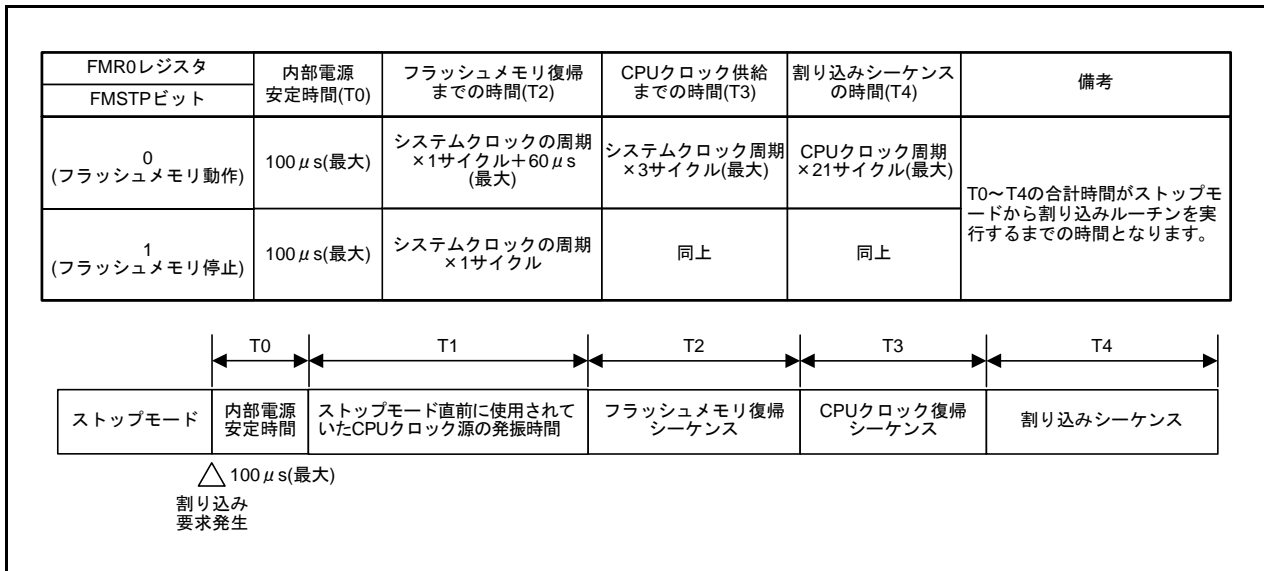 FMR0レジスタ
FMSTPビット
内部電源
安定時間(T0)
フラッシュメモリ復帰
までの時間(T2)
CPUクロック供給
までの時間(T3)
割り込みシーケンス
の時間(T4)
備考
0
(フラッシュメモリ動作)
100μs(最大)
システムクロックの周期
×1サイクル+60μs
(最大)
システムクロック周期
×3サイクル(最大)
CPUクロック周期
×21サイクル(最大)
T0～T4の合計時間がストップモ
ードから割り込みルーチンを実
行するまでの時間となります。
1
(フラッシュメモリ停止)
100μs(最大)
システムクロックの周期
×1サイクル
同上
同上
T0
T1
T2
T3
T4
ストップモード
内部電源
安定時間
ストップモード直前に使用されて
いたCPUクロック源の発振時間
フラッシュメモリ復帰
シーケンス
CPUクロック復帰
シーケンス
割り込みシーケンス
100μs(最大)
割り込み
要求発生